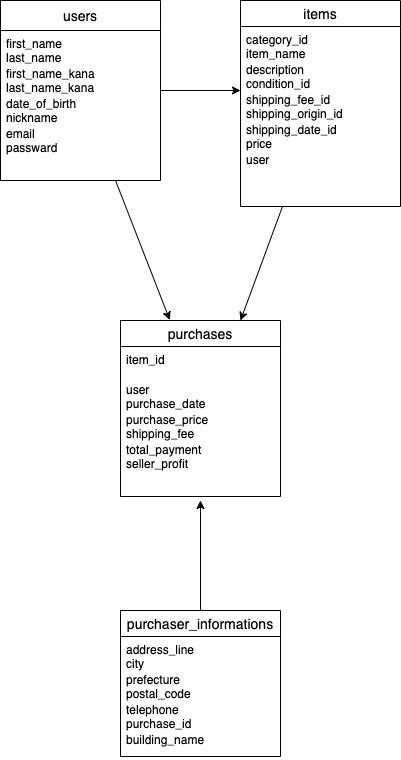 users
first_name
last_name
first_name_kana
last_name_kana
date_of_birth
nickname
email
passward
items
category_id
item_name
description
condition_id
shipping_fee_id
shipping_origin_id
shipping_date_id
price
user
purchases
item_id
user
purchase_date
purchase_price
shipping_fee
total_payment
seller_profit
purchaser_informations
address_line
city
prefecture
postal_code
telephone
purchase_id
building_name